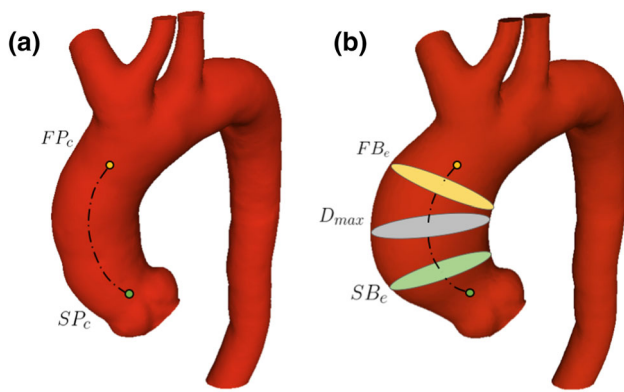 (a)
FP_c
SP_c
(b)
FB_e
D_max
SB_e